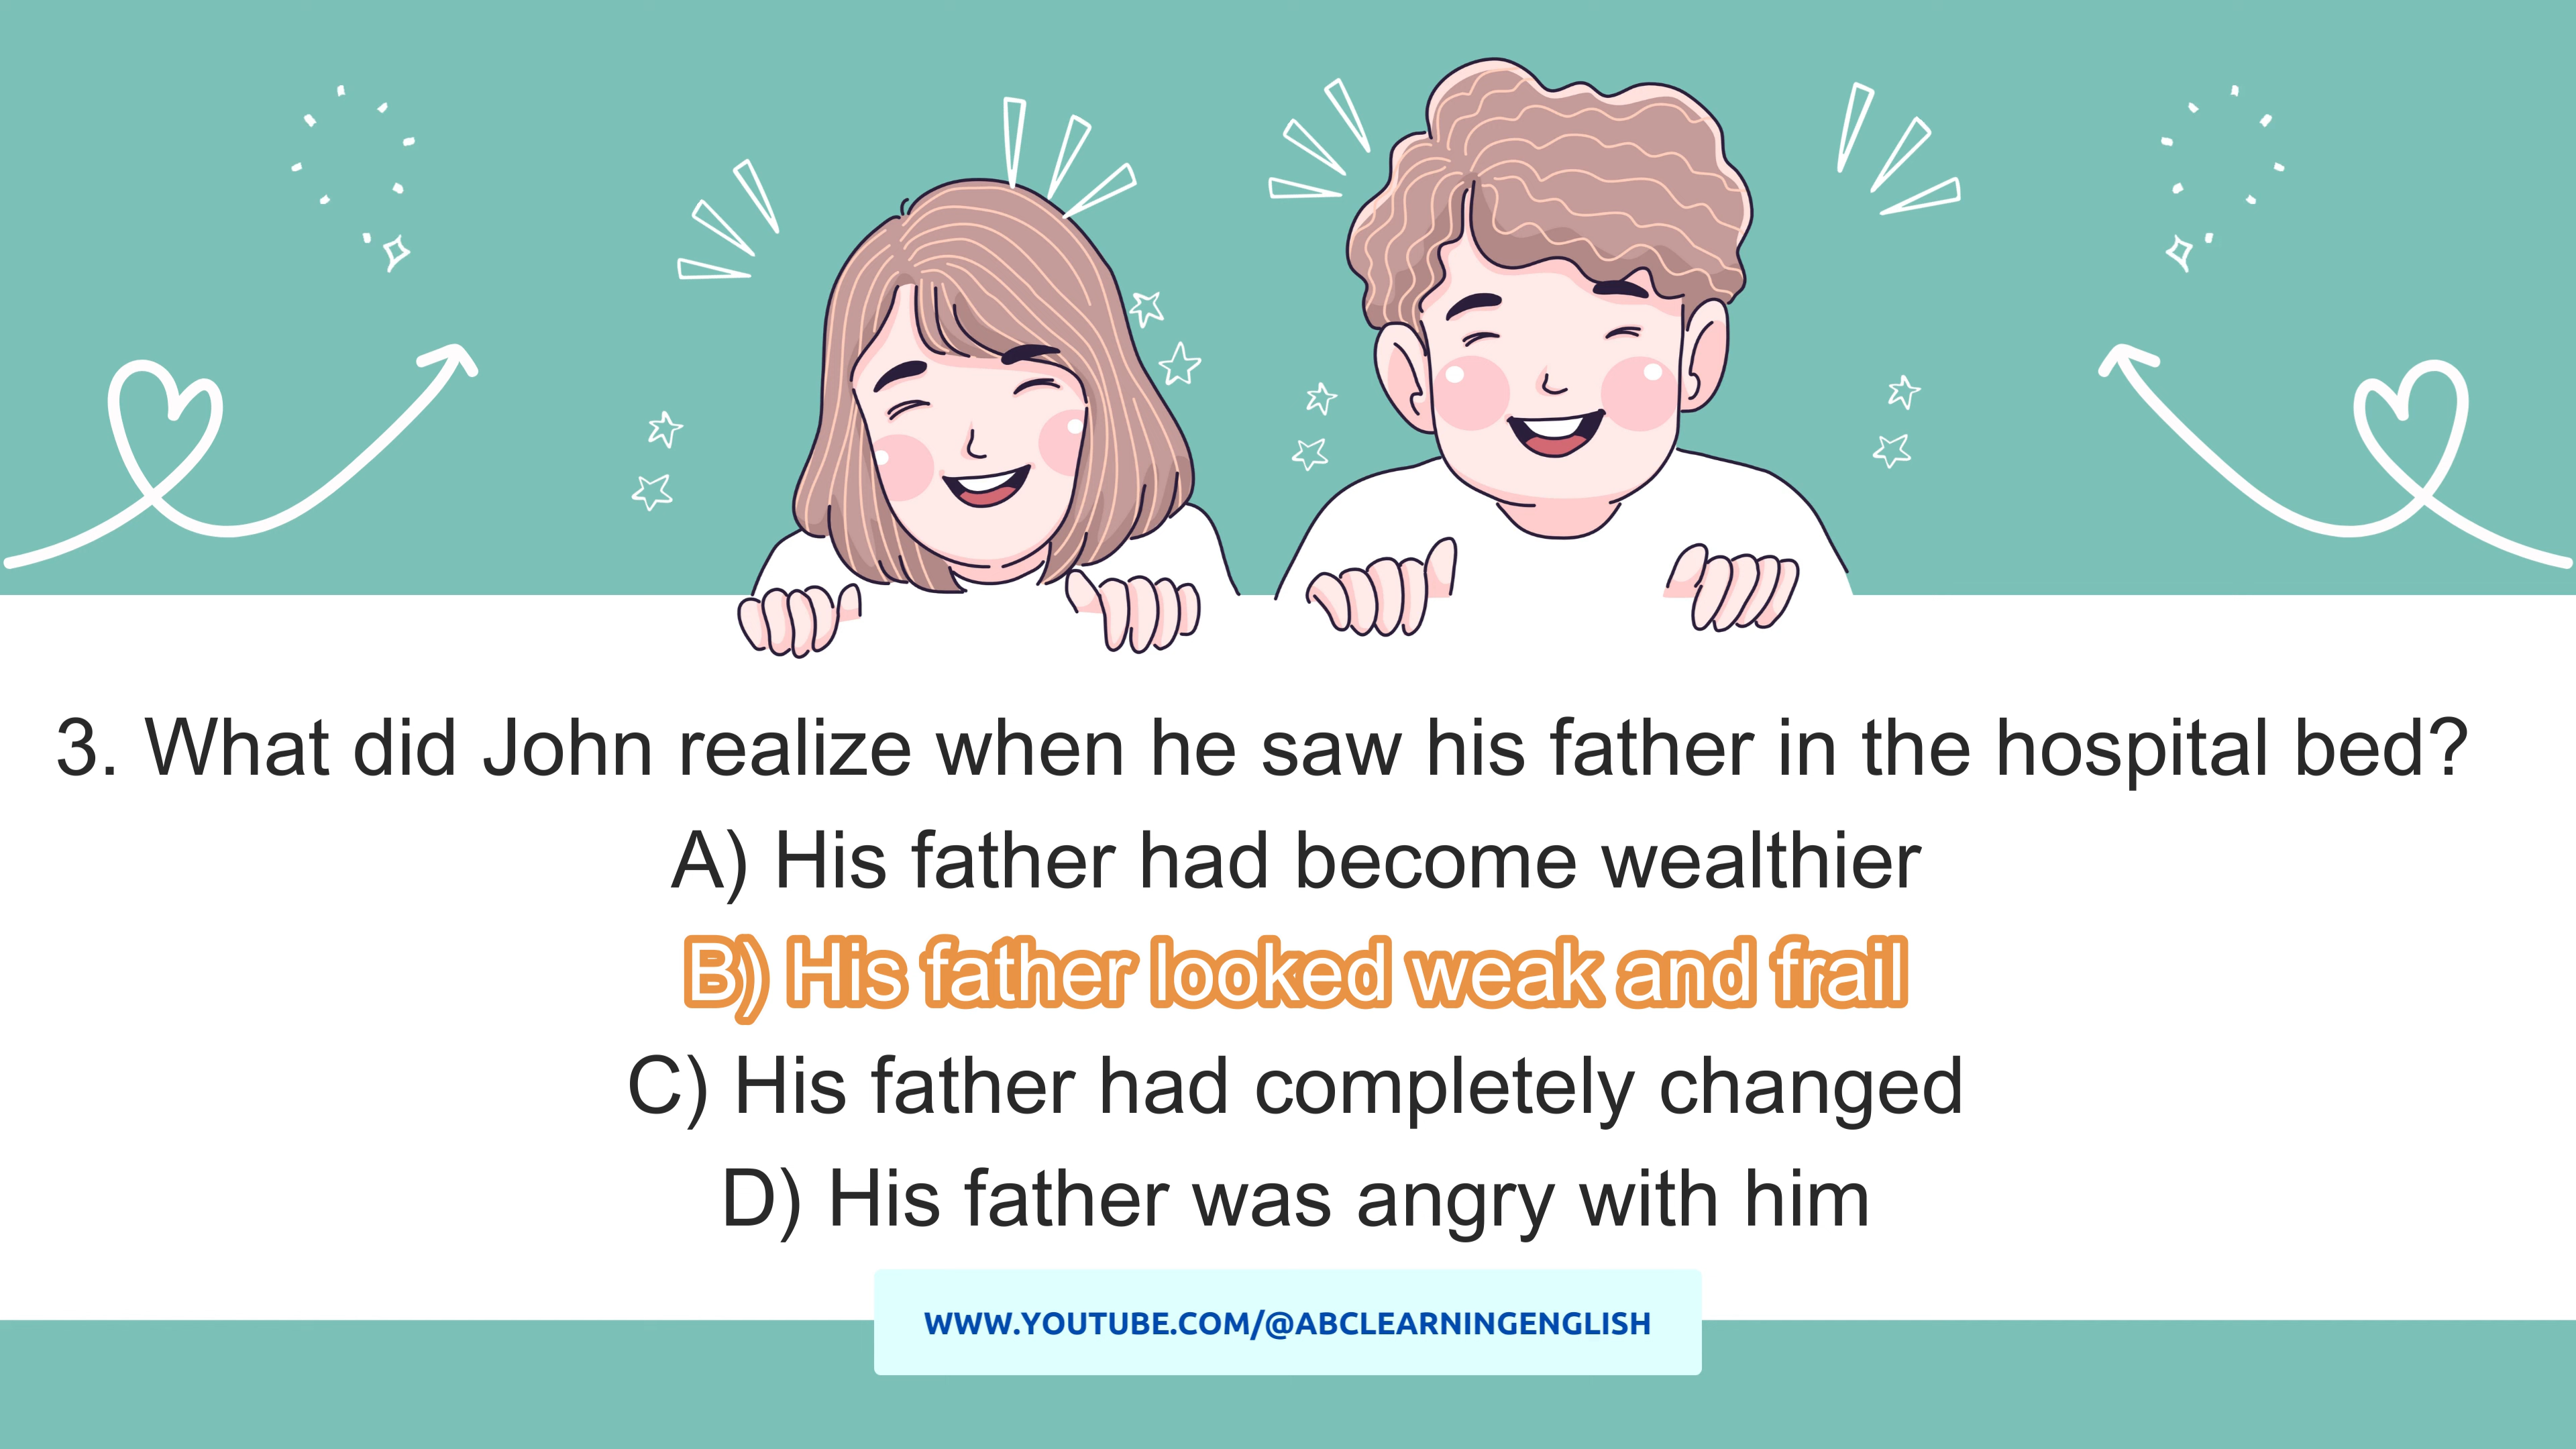 3. What did John realize when he saw his father in the hospital bed?
A) His father had become wealthier
B) His father looked weak and frail
C) His father had completely changed
D) His father was angry with him
WWW.YOUTUBE.COM/@ABCLEARNINGENGLISH